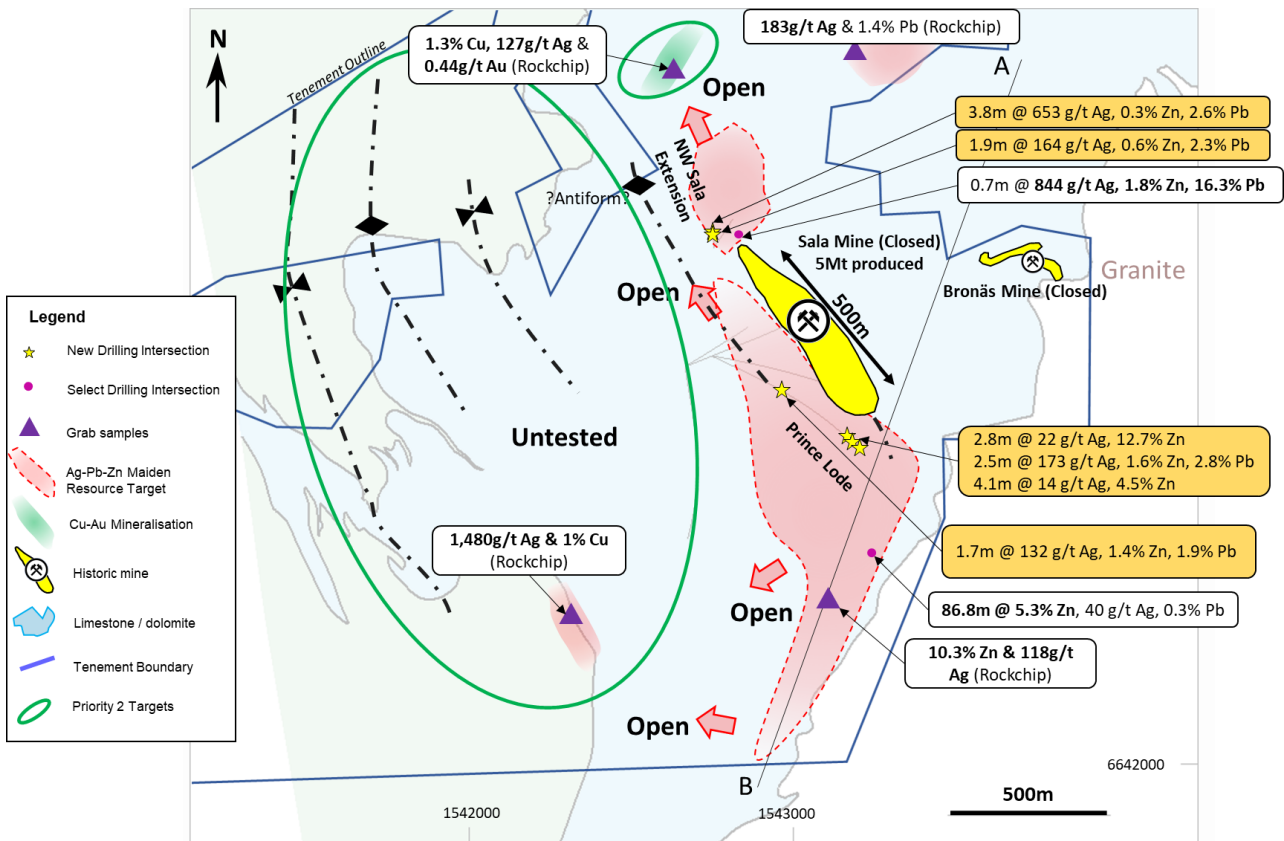 N
Tenement Outline
1.3% Cu, 127g/t Ag &
0.44g/t Au (Rockchip)
183g/t Ag & 1.4% Pb (Rockchip)
A
Open
3.8m @ 653 g/t Ag, 0.3% Zn, 2.6% Pb
1.9m @ 164 g/t Ag, 0.6% Zn, 2.3% Pb
0.7m @ 844 g/t Ag, 1.8% Zn, 16.3% Pb
NW Sala
Extension
?Antiform?
Sala Mine (Closed)
5Mt produced
500m
Bronäs Mine (Closed)
Granite
Open
Legend
New Drilling Intersection
Select Drilling Intersection
Grab samples
Ag-Pb-Zn Maiden
Resource Target
Cu-Au Mineralisation
Historic mine
Limestone / dolomite
Tenement Boundary
Priority 2 Targets
Untested
Prince Lode
2.8m @ 22 g/t Ag, 12.7% Zn
2.5m @ 173 g/t Ag, 1.6% Zn, 2.8% Pb
4.1m @ 14 g/t Ag, 4.5% Zn
1,480g/t Ag & 1% Cu
(Rockchip)
1.7m @ 132 g/t Ag, 1.4% Zn, 1.9% Pb
Open
86.8m @ 5.3% Zn, 40 g/t Ag, 0.3% Pb
10.3% Zn & 118g/t
Ag (Rockchip)
Open
B
6642000
1542000
1543000
500m